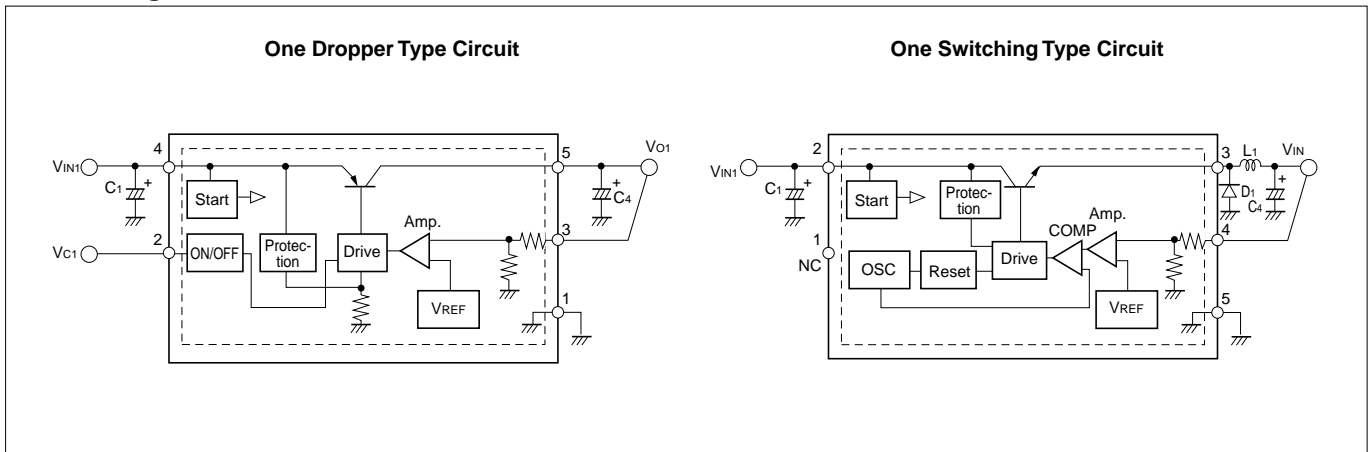 One Dropper Type Circuit
VIN1
C1
+
4
Start
5
VO1
+
C4
Amp.
3
VC1
2
ON/OFF
Protec-
tion
Drive
VREF
1
One Switching Type Circuit
VIN1
C1
+
2
Start
Protec-
tion
3
L1
VIN
+
D1
C4
Amp.
COMP
4
1
NC
OSC
Reset
Drive
VREF
5